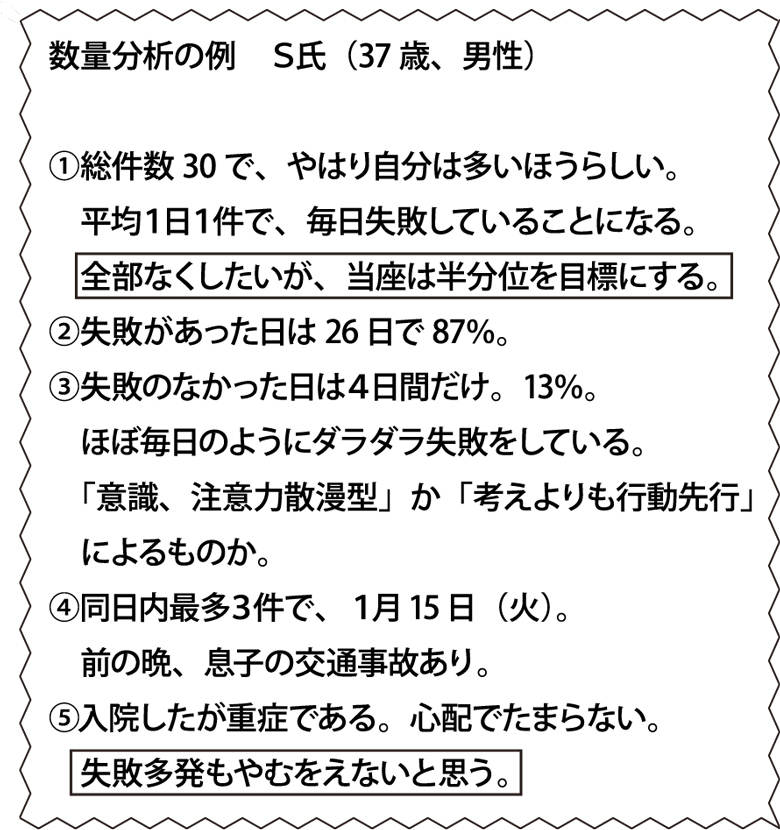 数量分析の例　S氏（37歳、男性）
①総件数30で、やはり自分は多いほうらしい。
平均1日1件で、毎日失敗していることになる。
全部なくしたいが、当座は半分位を目標にする。
②失敗があった日は26日で87%。
③失敗のなかった日は4日間だけ。13%。
ほぼ毎日のようにダラダラ失敗をしている。
「意識、注意力散漫型」か「考えよりも行動先行」
によるものか。
④同日内最多3件で、1月15日（火）。
前の晩、息子の交通事故あり。
⑤入院したが重症である。心配でたまらない。
失敗多発もやむをえないと思う。